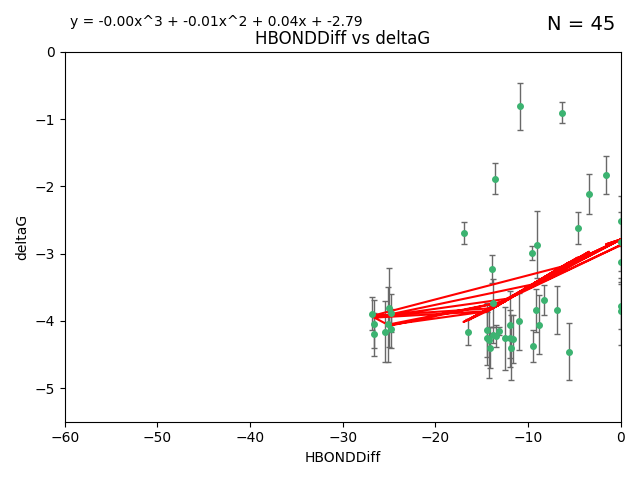 y = -0.00x^3 + -0.01x^2 + 0.04x + -2.79
N = 45
HBONDDiff vs deltaG
0
−1
−2
−3
−4
−5
deltaG
−60
−50
−40
−30
−20
−10
0
HBONDDiff